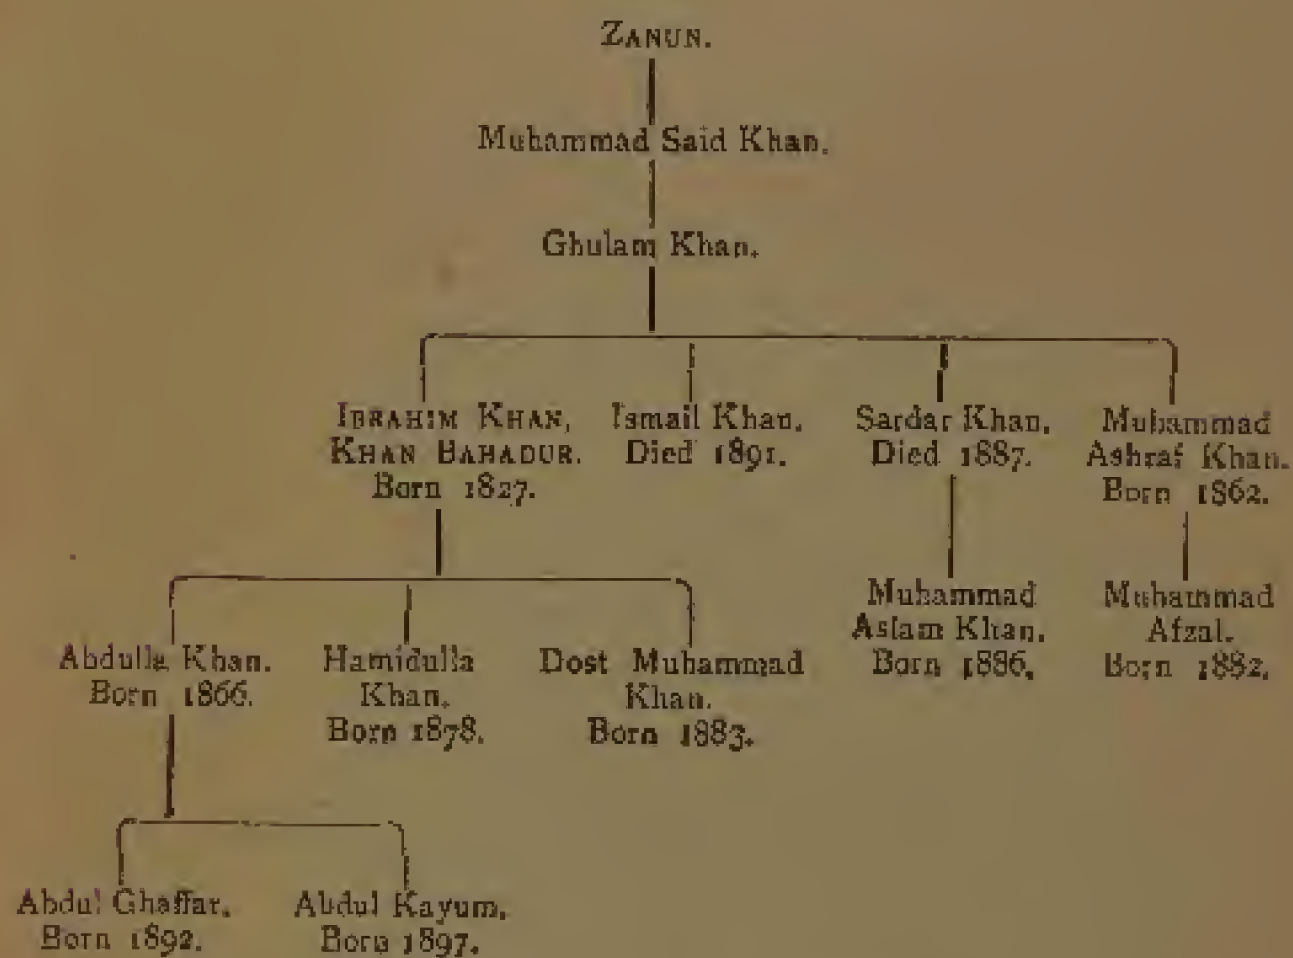 ZANUN.
Muhammad Said Khan.
Ghulam Khan.
IBRAHIM KHAN,
KHAN BAHADUR.
Born 1827.
Ismail Khan.
Died 1891.
Sardar Khan.
Died 1887.
Muhammad
Ashraf Khan.
Born 1862.
Abdulla Khan.
Born 1866.
Hamidulla
Khan.
Born 1878.
Dost Muhammad
Khan.
Born 1883.
Muhammad
Aslam Khan.
Born 1886.
Muhammad
Afzal.
Born 1882.
Abdul Ghaffar.
Born 1892.
Abdul Kayum.
Born 1897.